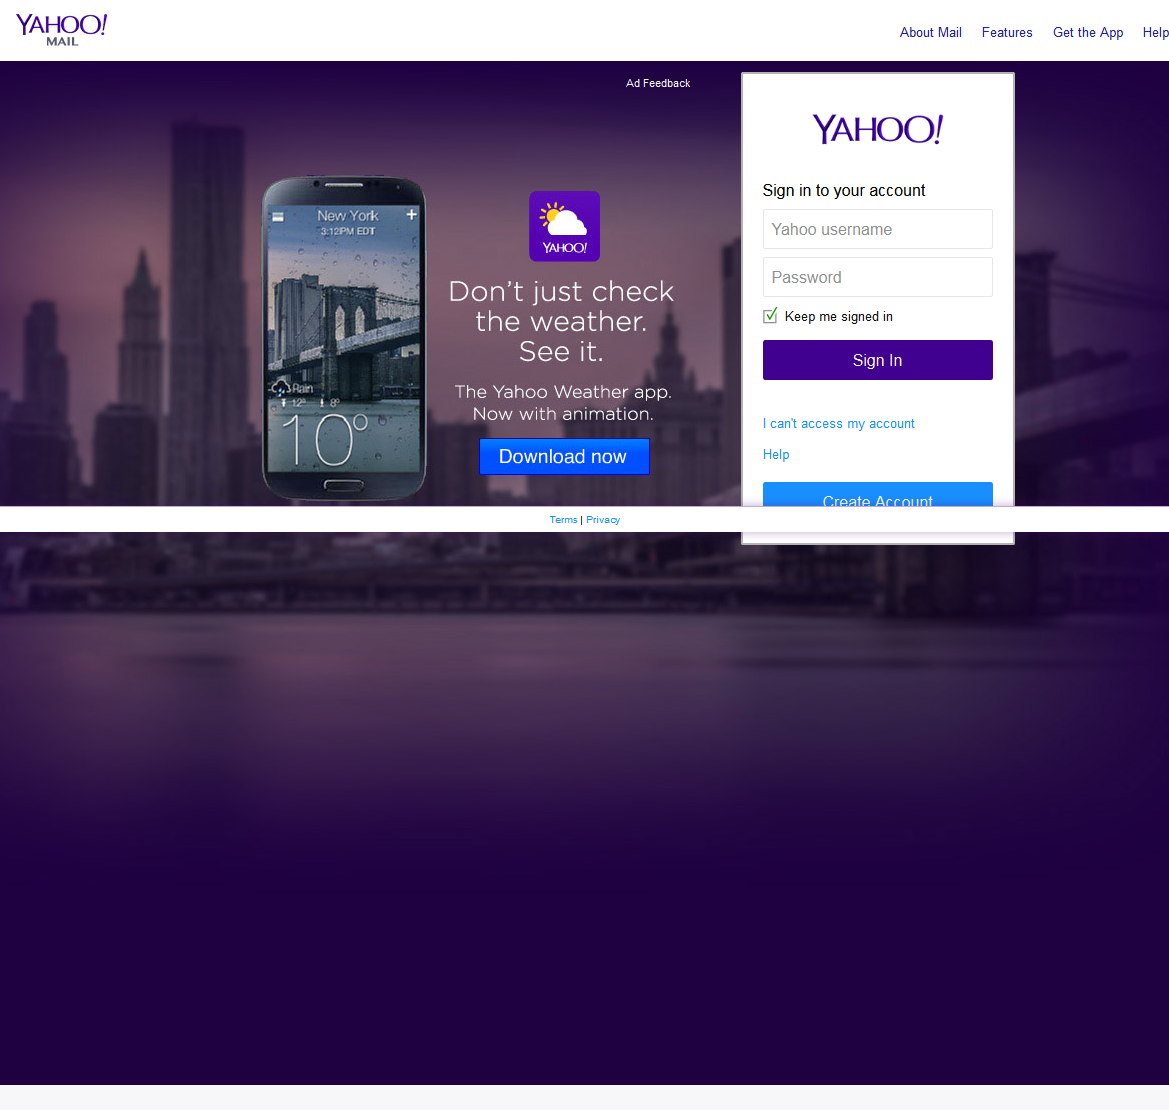 YAHOO!
MAIL
About Mail
Features
Get the App
Help
Ad Feedback
New York
3:12PM EDT
Rain
12° 8°
10°
YAHOO!
Don't just check
the weather.
See it.
The Yahoo Weather app.
Now with animation.
Download now
YAHOO!
Sign in to your account
Yahoo username
Password
Keep me signed in
Sign In
I can't access my account
Help
Create Account
Terms | Privacy